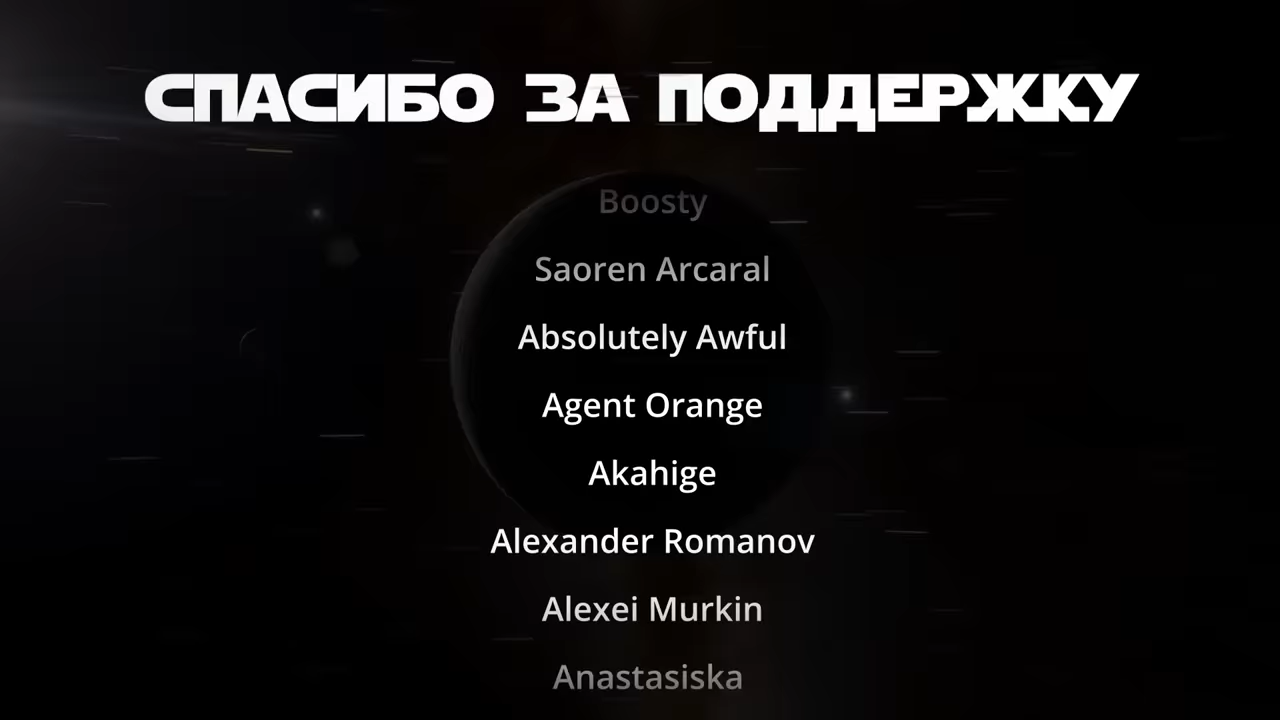 СПАСИБО ЗА ПОДДЕРЖКУ
Boosty
Saoren Arcaral
Absolutely Awful
Agent Orange
Akahige
Alexander Romanov
Alexei Murkin
Anastasiska